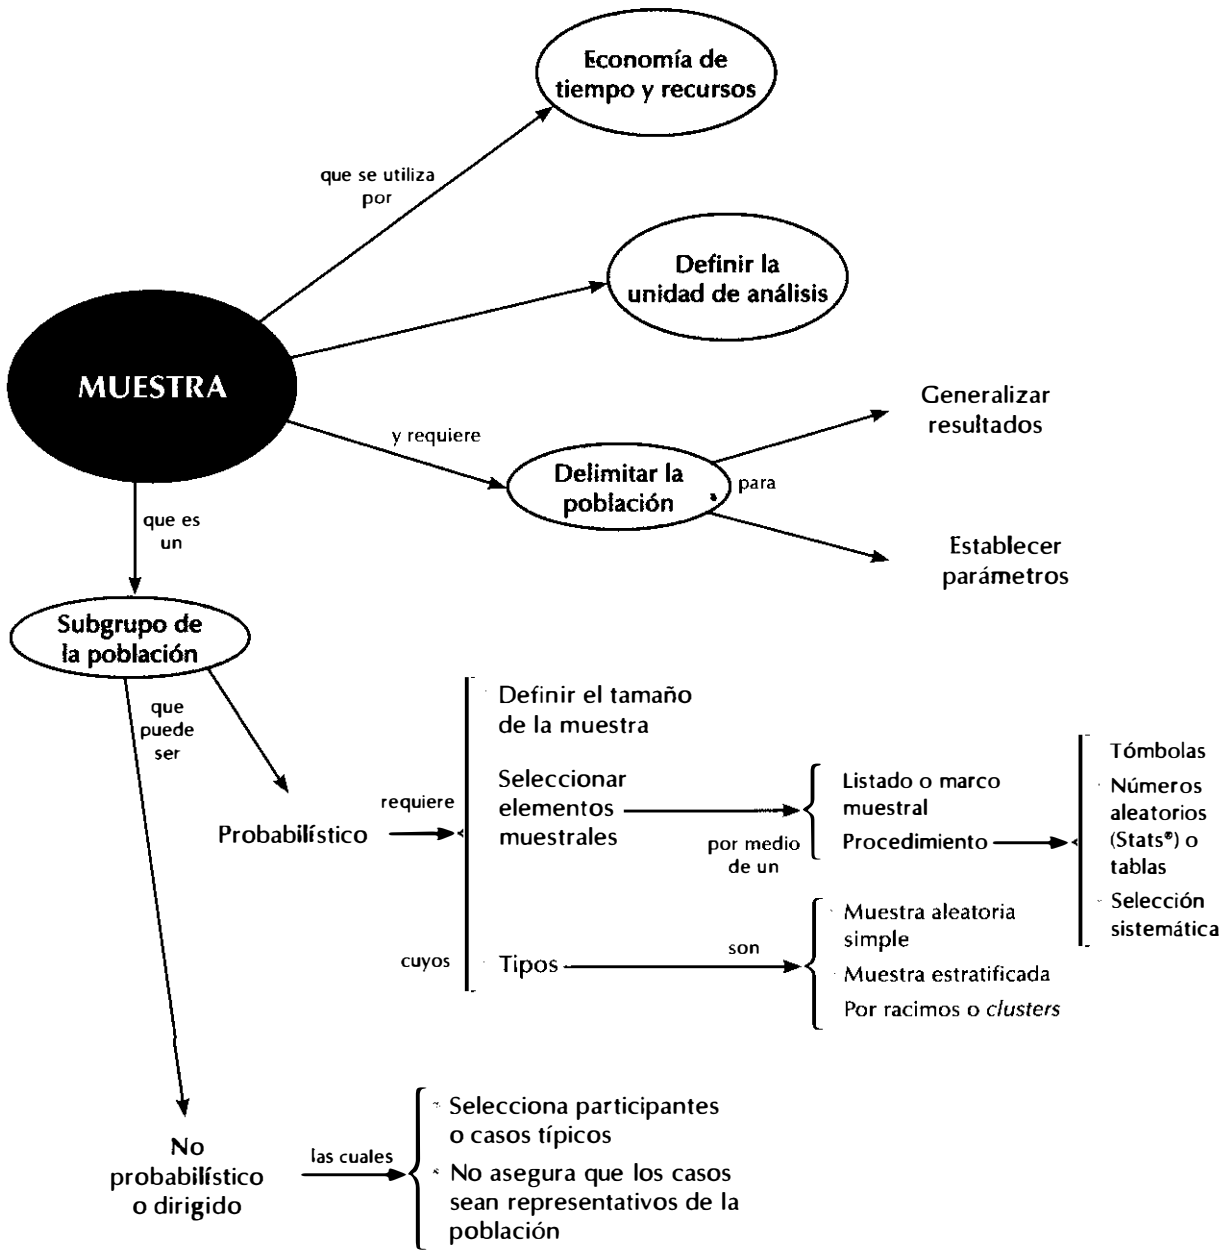 Economía de
tiempo y recursos
que se utiliza
por
Definir la
unidad de análisis
MUESTRA
Generalizar
resultados
y requiere
Delimitar la
población
para
Establecer
parámetros
que es
un
Subgrupo de
la población
que
puede
ser
Probabilístico
requiere
Definir el tamaño
de la muestra
Seleccionar
elementos
muestrales
por medio
de un
Listado o marco
muestral
Procedimiento
Tómbolas
Números
aleatorios
(Stats®) o
tablas
Selección
sistemática
cuyos
Tipos
son
Muestra aleatoria
simple
Muestra estratificada
Por racimos o clusters
No
probabilístico
o dirigido
las cuales
Selecciona participantes
o casos típicos
No asegura que los casos
sean representativos de la
población